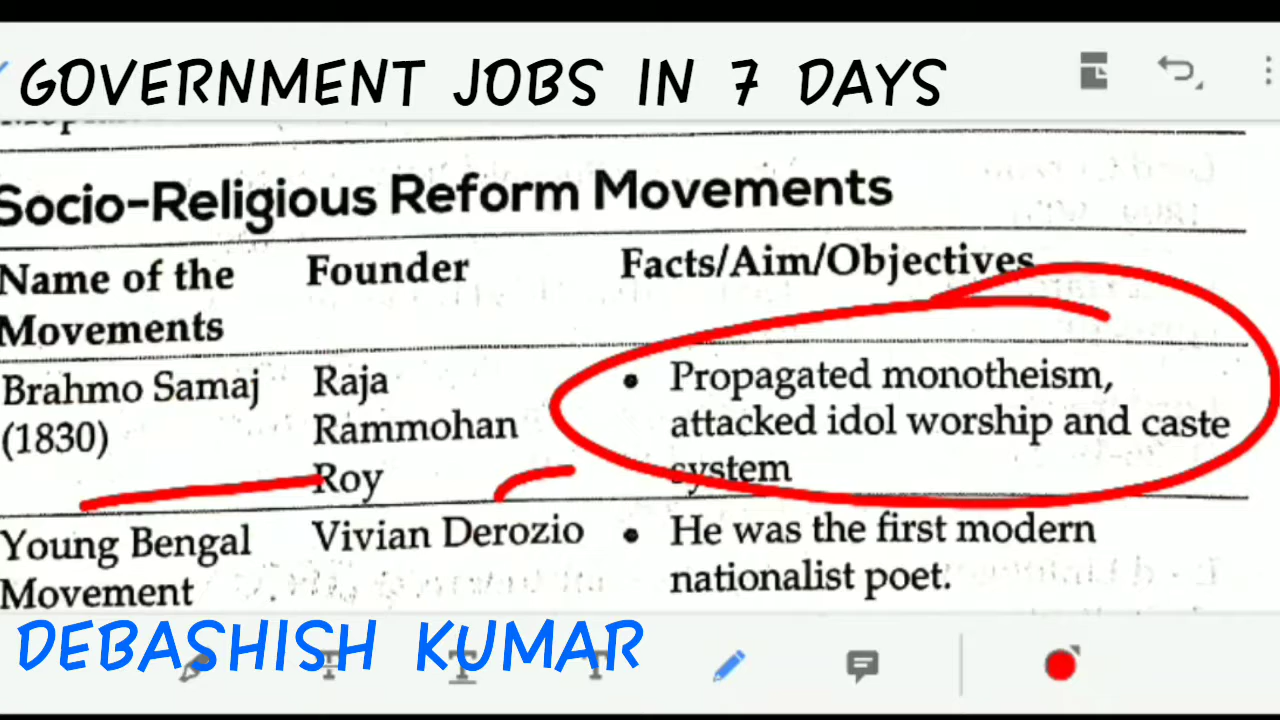 GOVERNMENT JOBS IN 7 DAYS
Socio-Religious Reform Movements
Name of the Movements Founder Facts/Aim/Objectives
Brahmo Samaj (1830)
Raja Rammohan Roy
• Propagated monotheism,
attacked idol worship and caste
system
Young Bengal Movement
Vivian Derozio
• He was the first modern
nationalist poet.
DEBASHISH KUMAR